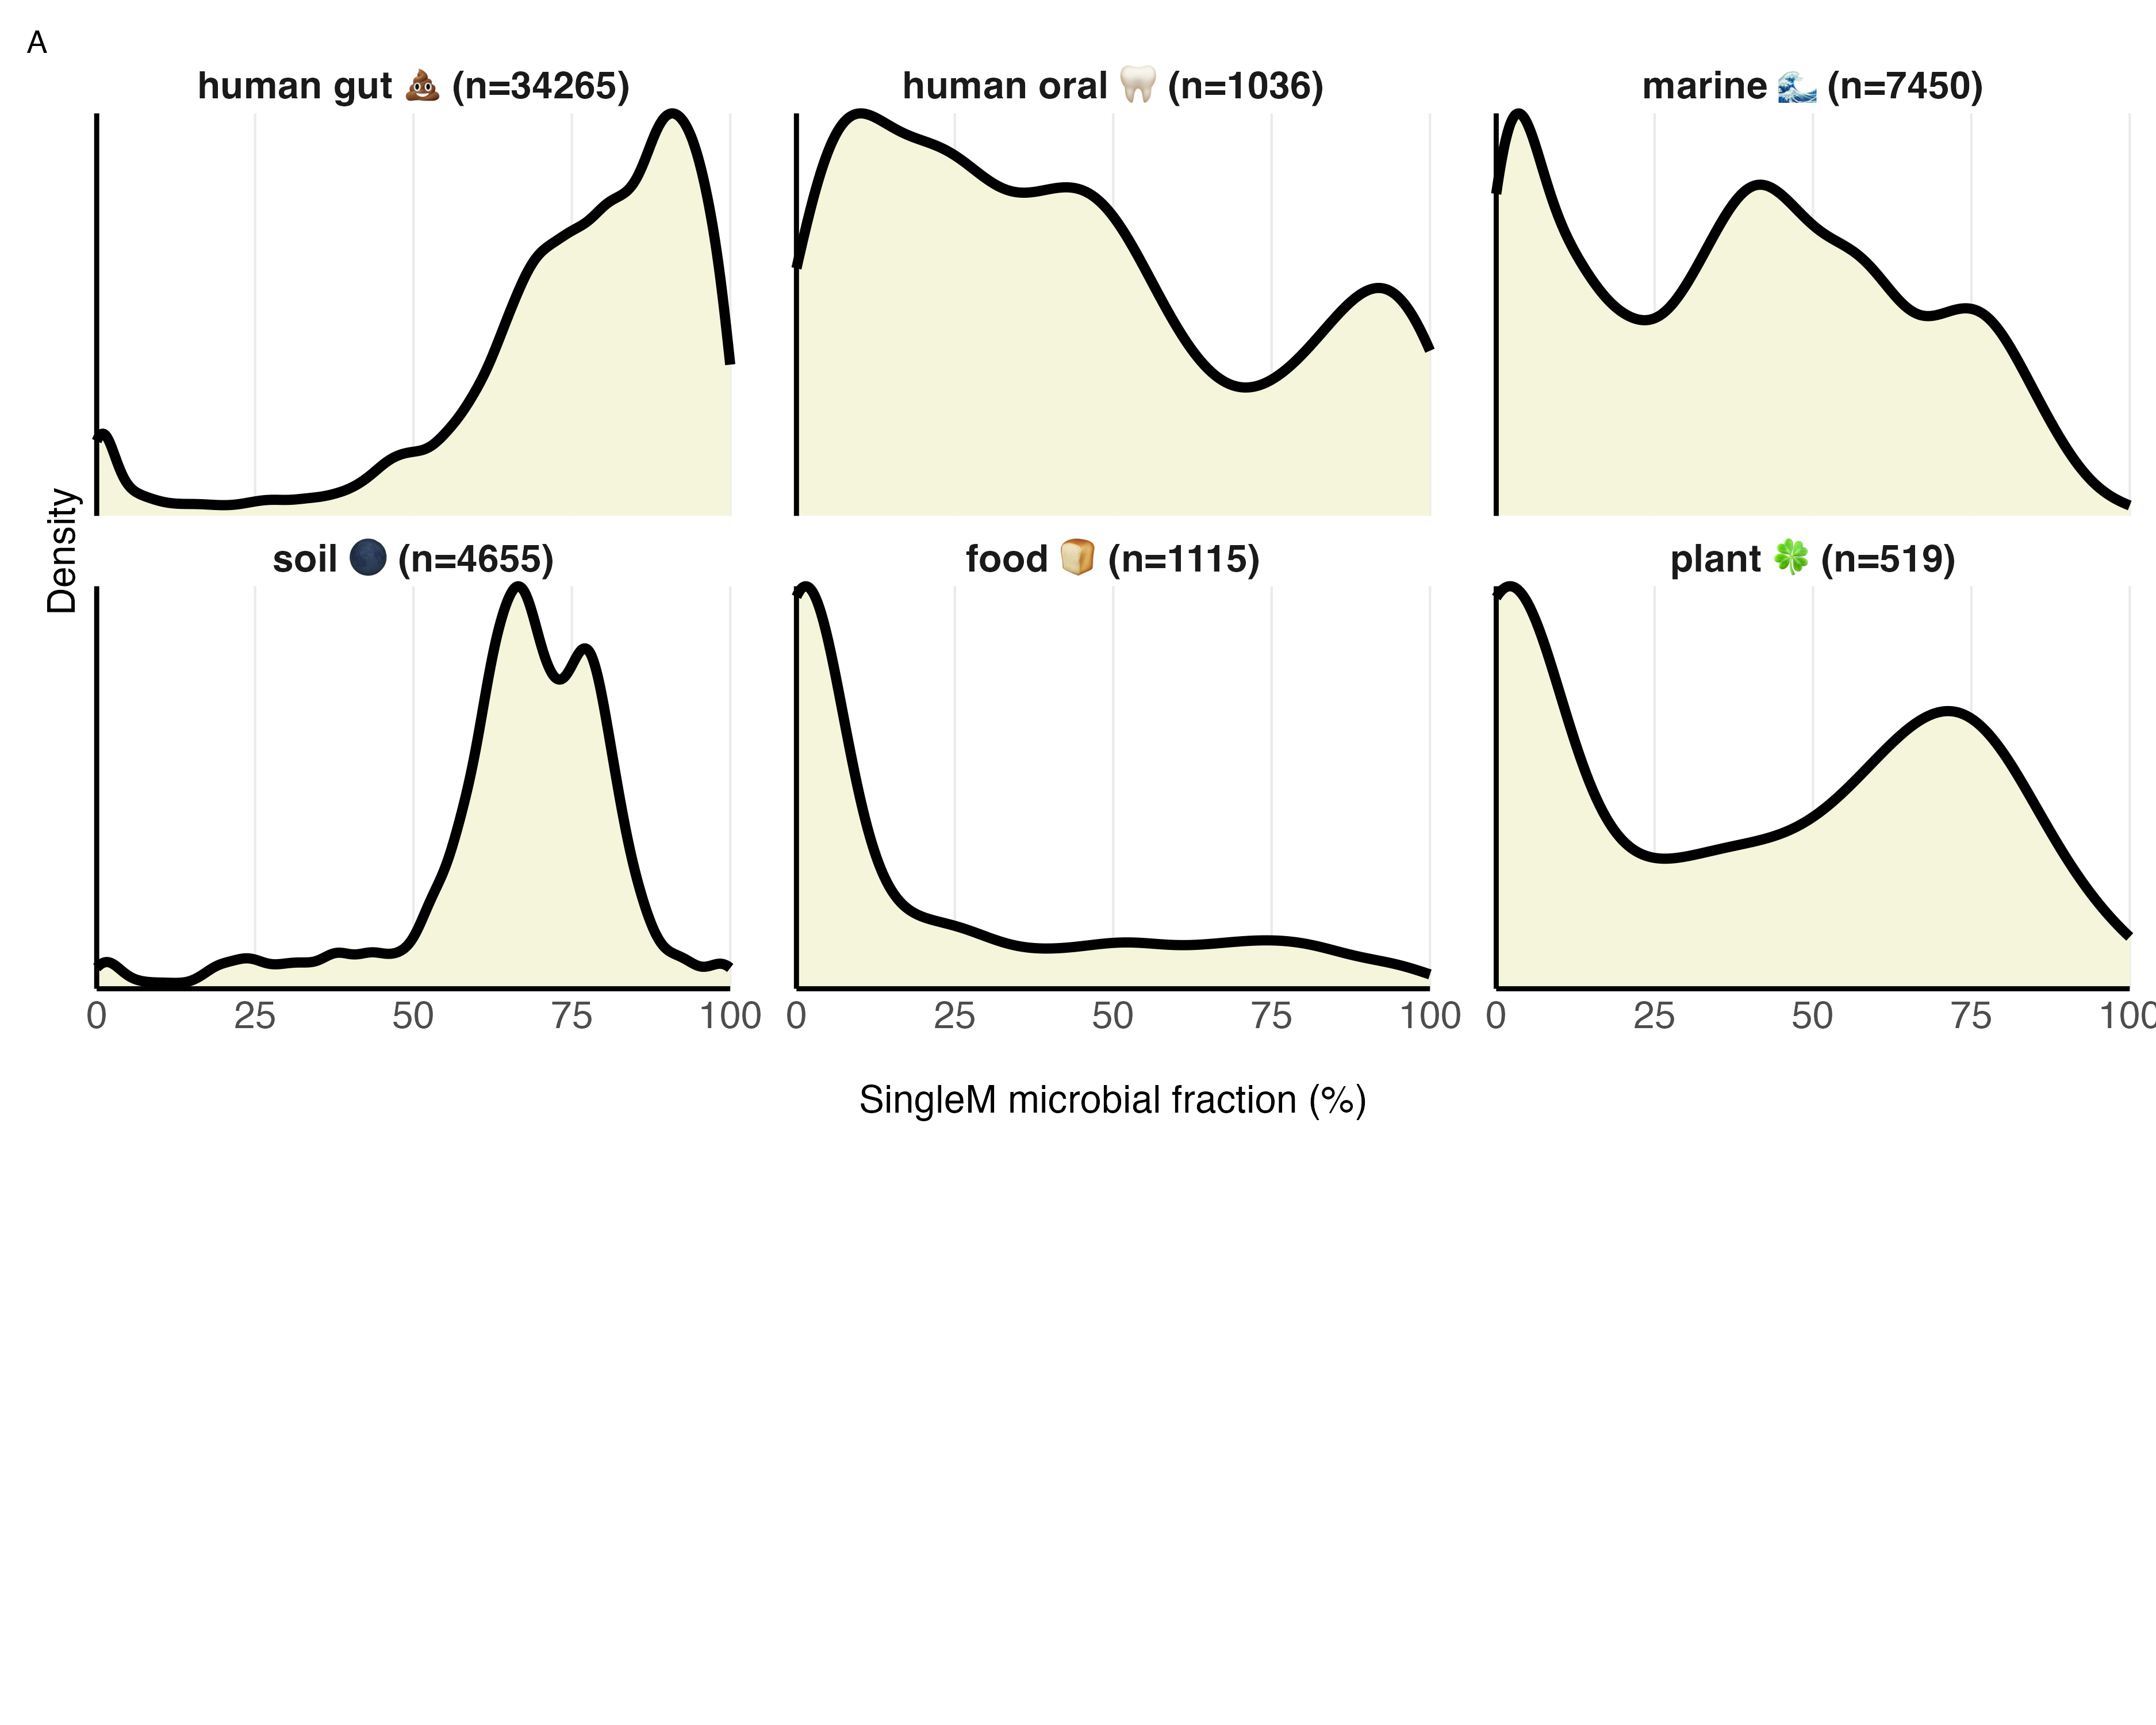 A
human gut 💩 (n=34265)
human oral 🦷 (n=1036)
marine 🌊 (n=7450)
Density
soil 🌑 (n=4655)
food 🍞 (n=1115)
plant 🍀 (n=519)
0 25 50 75 100
0 25 50 75 100
0 25 50 75 100
SingleM microbial fraction (%)